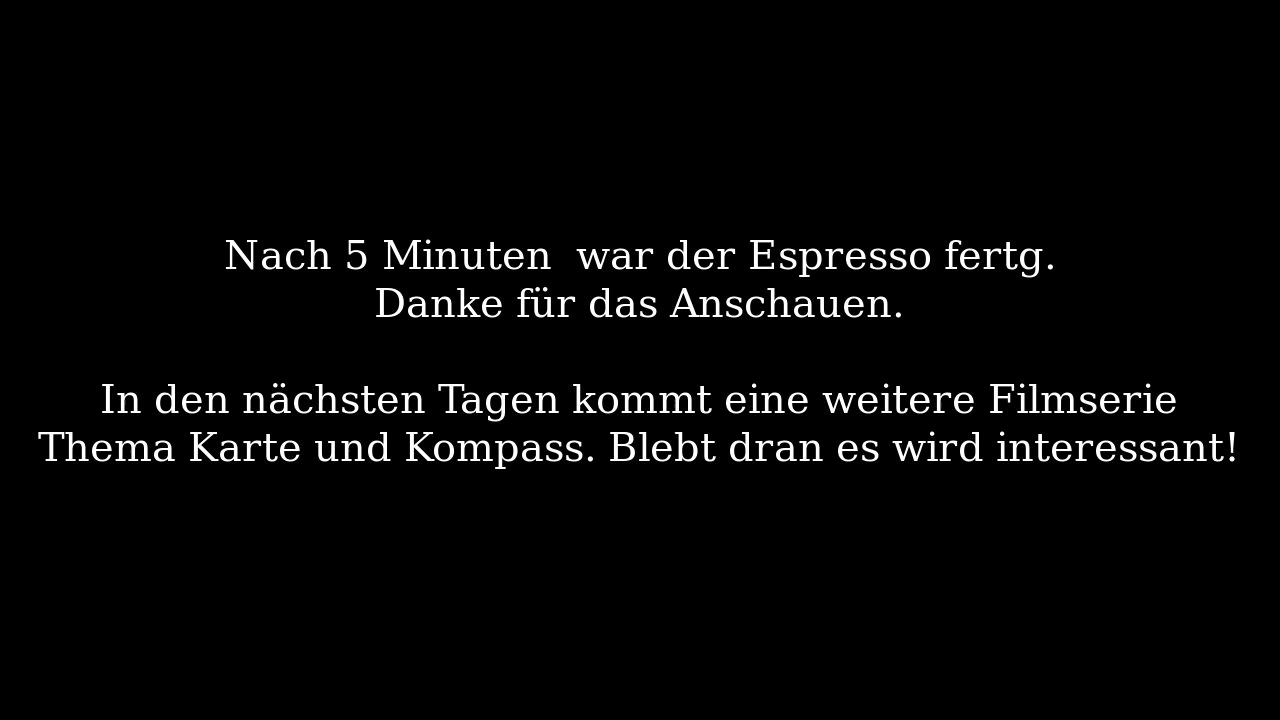 Nach 5 Minuten  war der Espresso fertg.
Danke für das Anschauen.
In den nächsten Tagen kommt eine weitere Filmserie
Thema Karte und Kompass. Blebt dran es wird interessant!